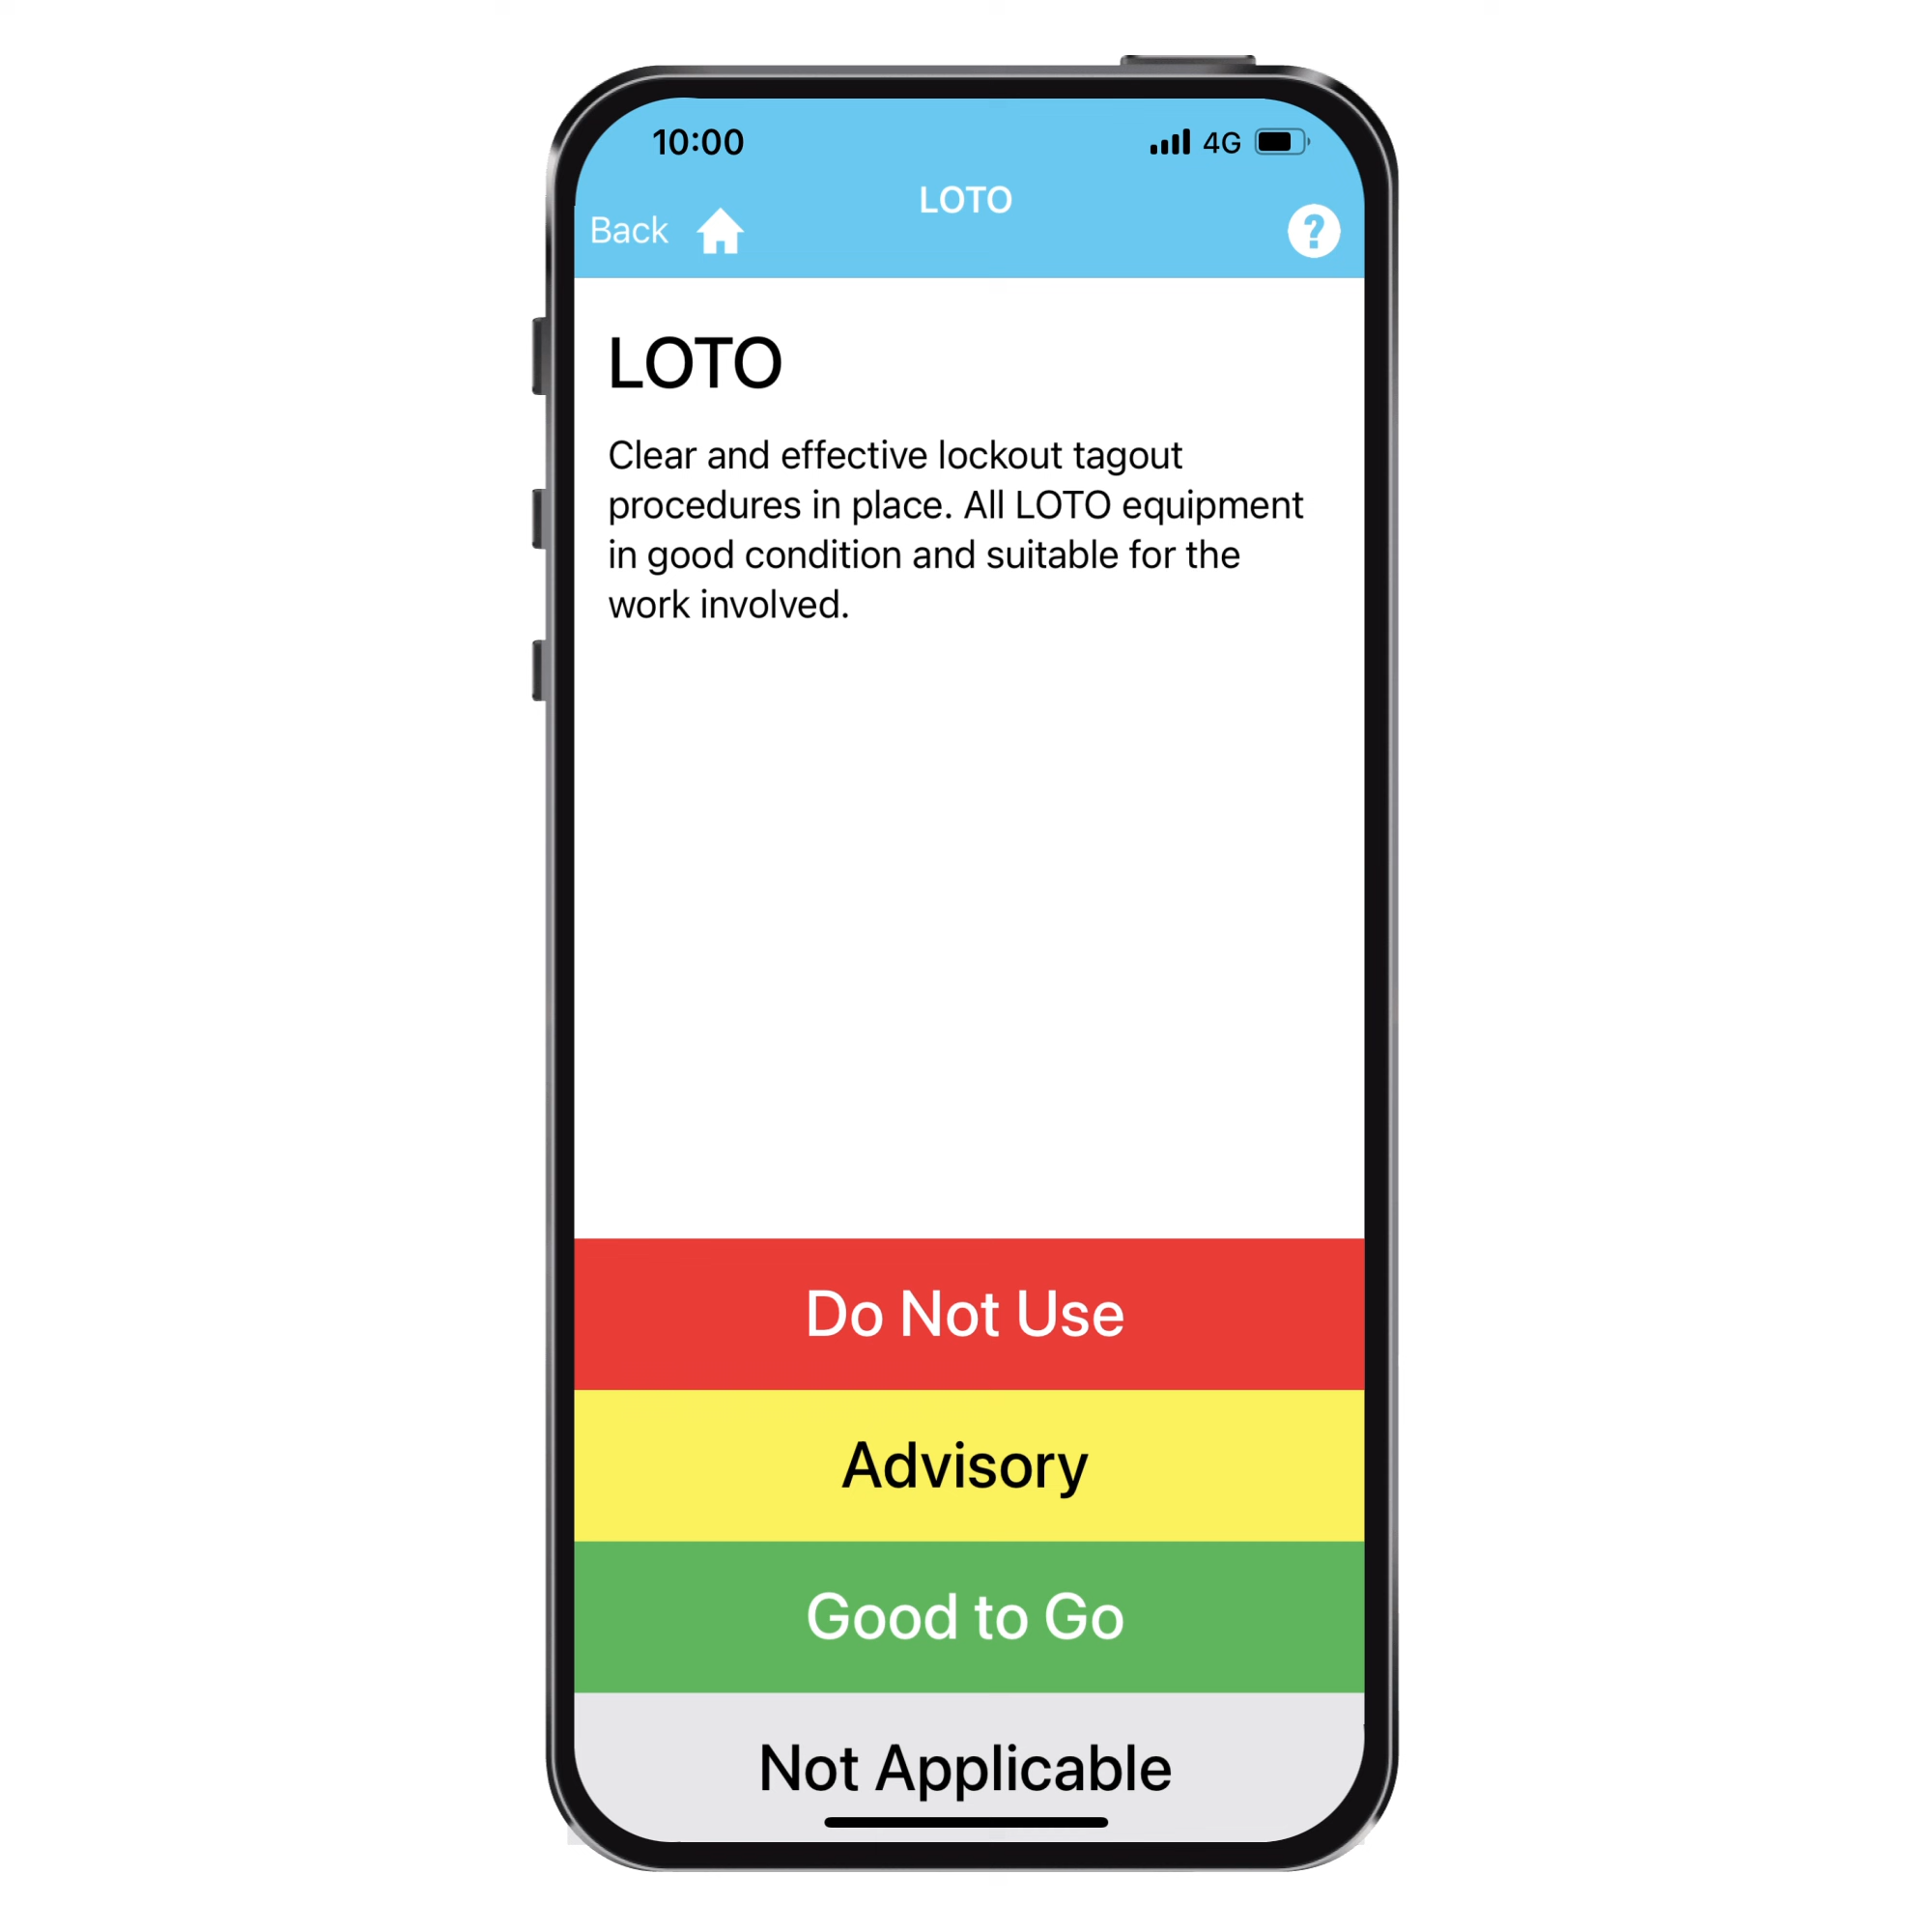 10:00
4G
LOTO
Back
?
LOTO
Clear and effective lockout tagout
procedures in place. All LOTO equipment
in good condition and suitable for the
work involved.
Do Not Use
Advisory
Good to Go
Not Applicable